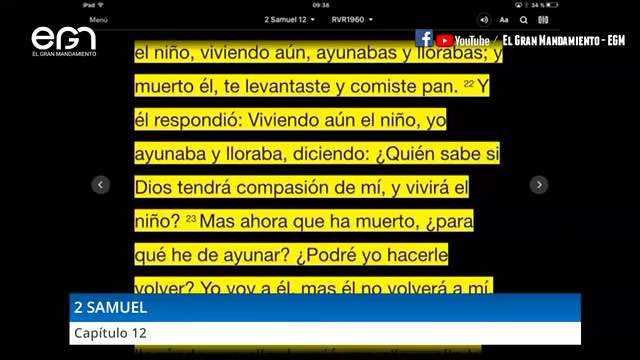 iPad
09:38
34 %
Menú
2 Samuel 12
RVR1960
Aa
EGM
EL GRAN MANDAMIENTO
YouTube / EL GRAN MANDAMIENTO - EGM
el niño, viviendo aún, ayunabas y llorabas; y
muerto él, te levantaste y comiste pan. 22 Y
él respondió: Viviendo aún el niño, yo
ayunaba y lloraba, diciendo: ¿Quién sabe si
Dios tendrá compasión de mí, y vivirá el
niño? 23 Mas ahora que ha muerto, ¿para
qué he de ayunar? ¿Podré yo hacerle
volver? Yo voy a él, mas él no volverá a mí.
2 SAMUEL
Capítulo 12